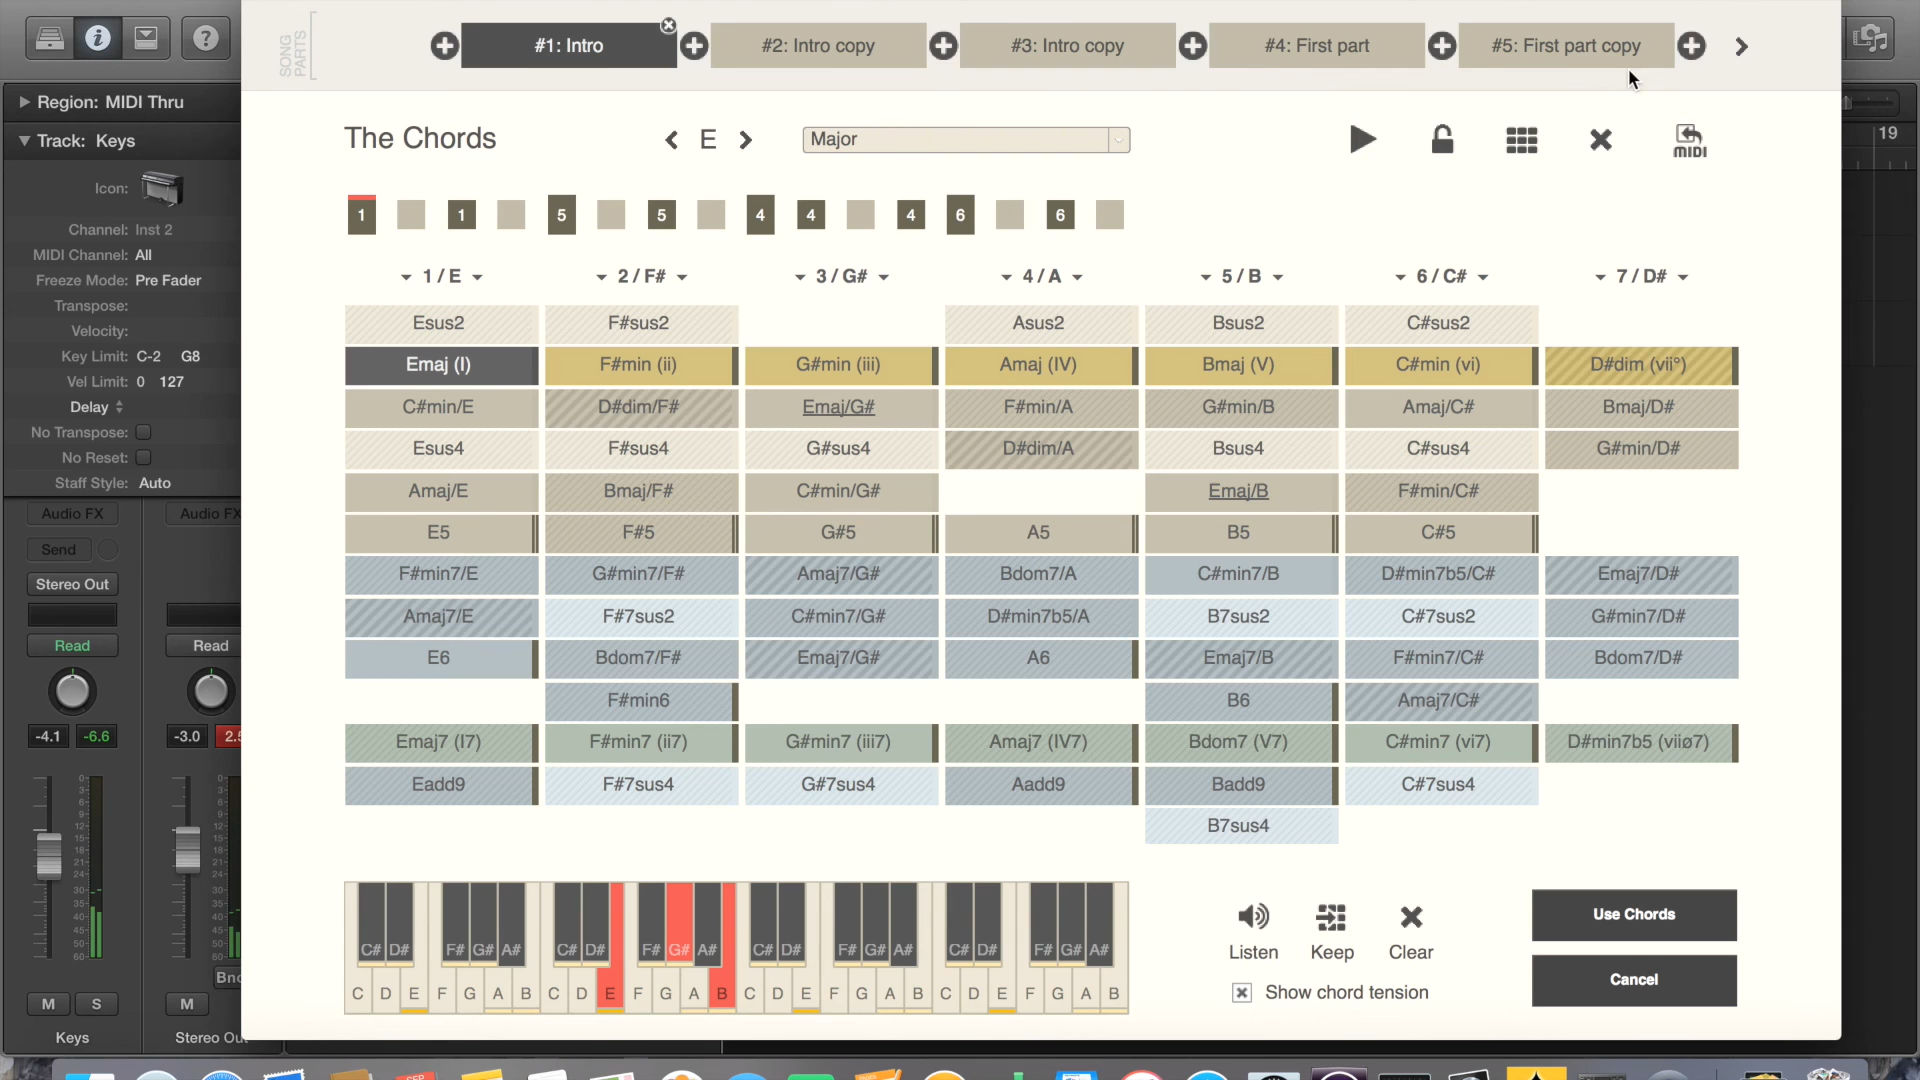 SONG PARTS
#1: Intro
#2: Intro copy
#3: Intro copy
#4: First part
#5: First part copy
Region: MIDI Thru
Track: Keys
Icon:
Channel: Inst 2
MIDI Channel: All
Freeze Mode: Pre Fader
Transpose:
Velocity:
Key Limit: C-2 G8
Vel Limit: 0 127
Delay
No Transpose:
No Reset:
Staff Style: Auto
Audio FX Audio FX
Send
Stereo Out
Read Read
-4.1 -6.6 -3.0
M S M
Keys
19
The Chords
E
Major
MIDI
1 1 5 5 4 4 4 6 6
1 / E 2 / F# 3 / G# 4 / A 5 / B 6 / C# 7 / D#
Esus2 F#sus2 Asus2 Bsus2 C#sus2
Emaj (I) F#min (ii) G#min (iii) Amaj (IV) Bmaj (V) C#min (vi) D#dim (vii°)
C#min/E D#dim/F# Emaj/G# F#min/A G#min/B Amaj/C# Bmaj/D#
Esus4 F#sus4 G#sus4 D#dim/A Bsus4 C#sus4 G#min/D#
Amaj/E Bmaj/F# C#min/G# Emaj/B F#min/C#
E5 F#5 G#5 A5 B5 C#5
F#min7/E G#min7/F# Amaj7/G# Bdom7/A C#min7/B D#min7b5/C# Emaj7/D#
Amaj7/E F#7sus2 C#min7/G# D#min7b5/A B7sus2 C#7sus2 G#min7/D#
E6 Bdom7/F# Emaj7/G# A6 Emaj7/B F#min7/C# Bdom7/D#
F#min6 B6 Amaj7/C#
Emaj7 (I7) F#min7 (ii7) G#min7 (iii7) Amaj7 (IV7) Bdom7 (V7) C#min7 (vi7) D#min7b5 (viiø7)
Eadd9 F#7sus4 G#7sus4 Aadd9 Badd9 C#7sus4
B7sus4
C# D# F# G# A# C# D# F# G# A# C# D# F# G# A# C# D# F# G# A#
C D E F G A B C D E F G A B C D E F G A B C D E F G A B
Listen Keep Clear
Show chord tension
Use Chords
Cancel